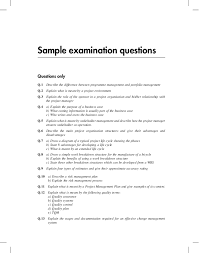 Sample examination questions
Questions only
Q.1 Describe the difference between programme management and portfolio management
Q.2 Explain what is meant by a project environment
Q.3 Explain the role of the sponsor in a project organization and his/her relationship with
the project manager
Q.4 a) Explain the purpose of a business case
b) What costing information is usually part of the business case
c) Who writes and owns the business case
Q.5 Explain what is meant by stakeholder management and describe how the project manager
ensures stakeholder co-operation
Q.6 Describe the main project organization structures and give their advantages and
disadvantages
Q.7 a) Draw a diagram of a typical project life cycle showing the phases
b) State 6 advantages for developing a life cycle
c) What is meant by an extended life cycle
Q.8 a) Draw a simple work breakdown structure for the manufacture of a bicycle
b) Explain the benefits of using a work breakdown structure
c) State three other breakdown structures which can be developed from a WBS
Q.9 Explain four types of estimates and give their approximate accuracy ratios
Q.10 a) Describe a risk management plan
b) Explain the risk management process
Q.11 Explain what is meant by a Project Management Plan and give examples of its content
Q.12 Explain what is meant by the following quality terms:
a) Quality assurance
b) Quality system
c) Quality control
d) Quality plan
e) TQM
Q.13 Explain the stages and documentation required for an effective change management
system